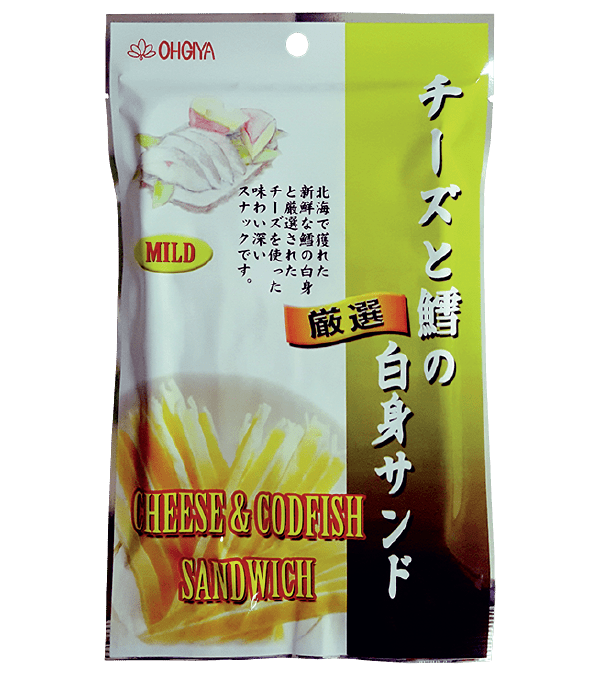 OHGIYA
チーズと鱈の
白身サンド
厳選
北海で獲れた
新鮮な鱈の白身
と厳選された
チーズを使った
味わい深い
スナックです。
MILD
CHEESE & CODFISH
SANDWICH